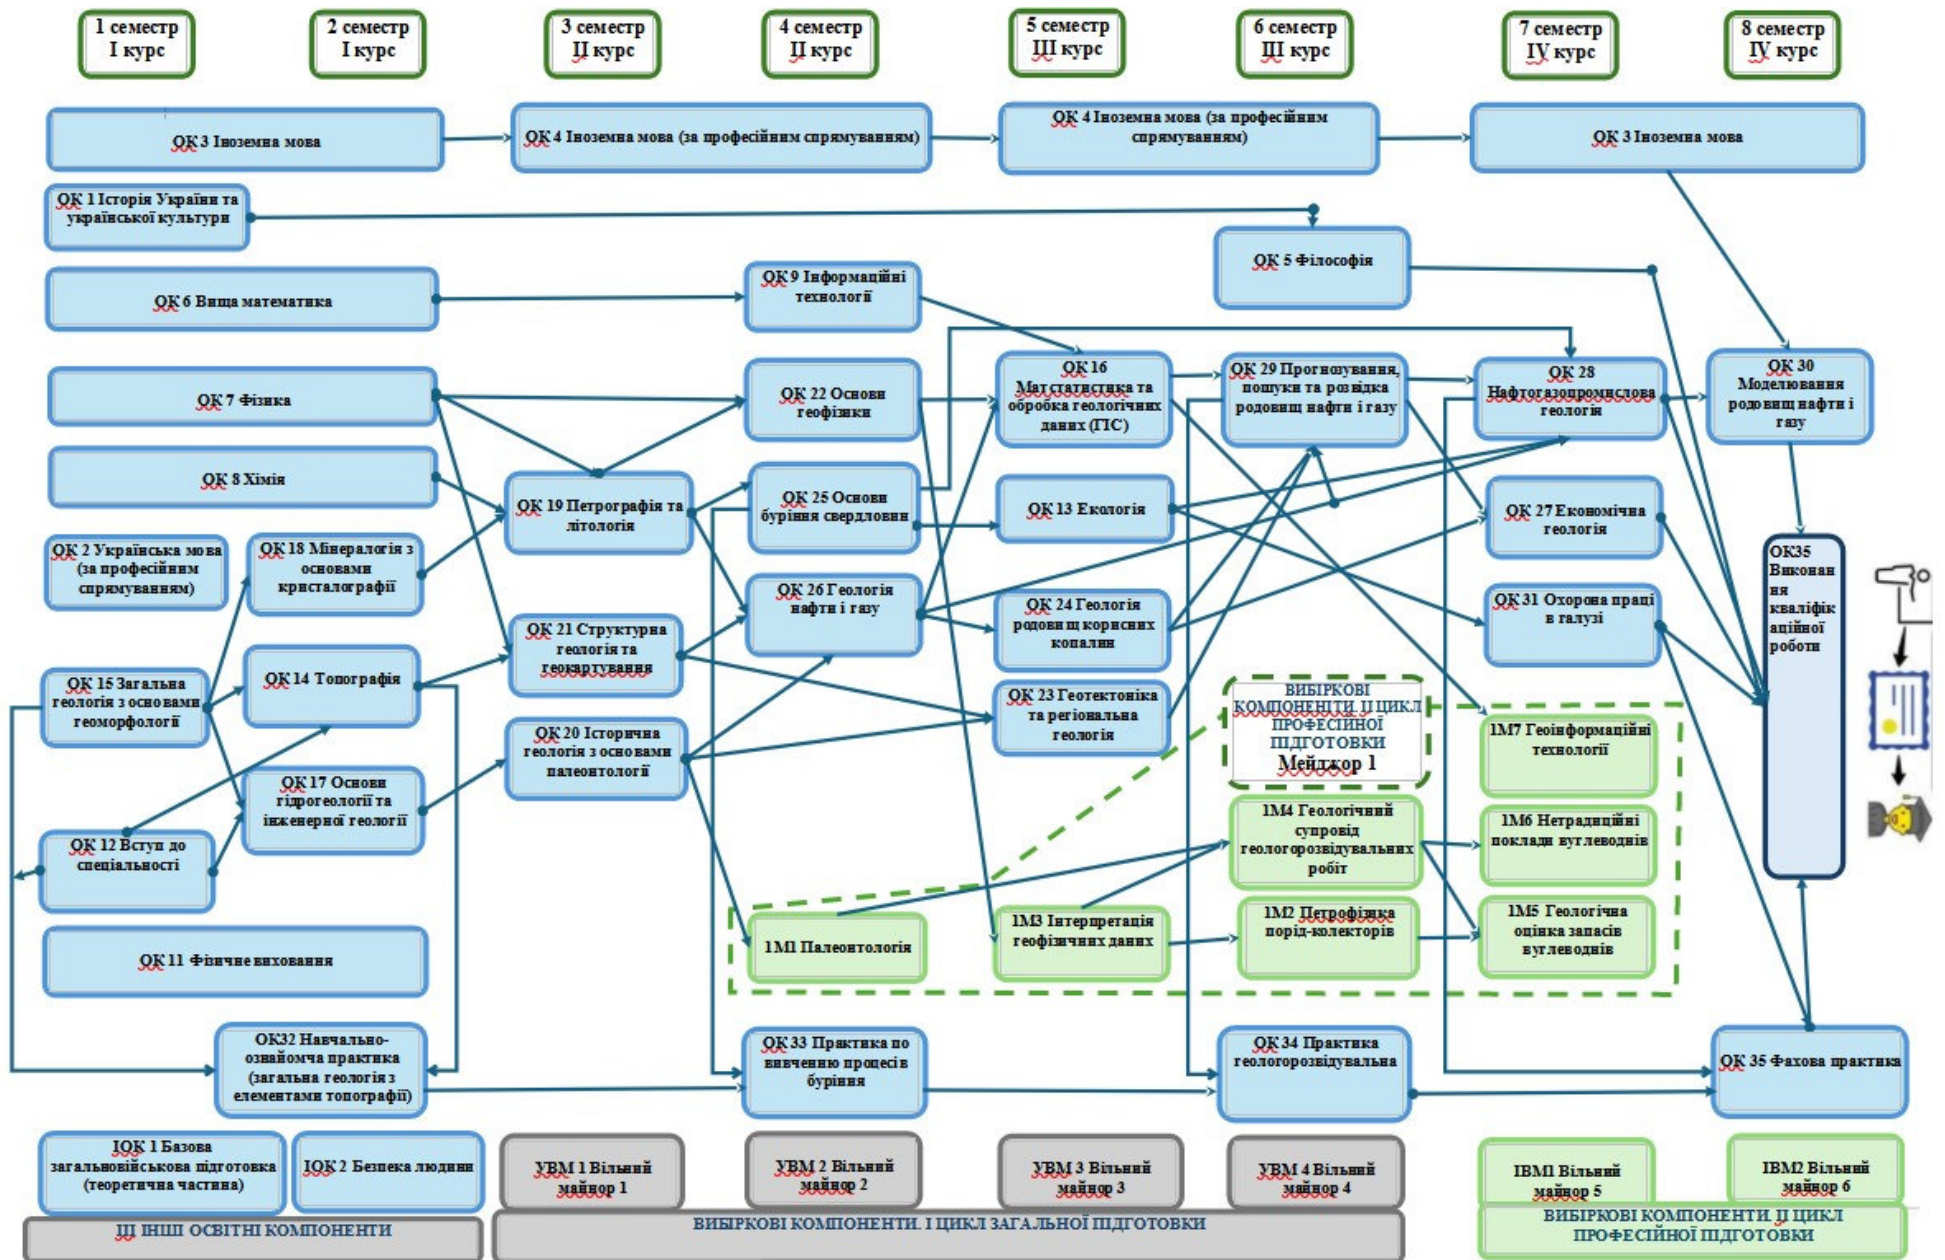 1 семестр
I курс
2 семестр
I курс
3 семестр
II курс
4 семестр
II курс
5 семестр
III курс
6 семестр
III курс
7 семестр
IV курс
8 семестр
IV курс
ОК 3 Іноземна мова
ОК 4 Іноземна мова (за професійним спрямуванням)
ОК 4 Іноземна мова (за професійним
спрямуванням)
ОК 3 Іноземна мова
ОК 1 Історія України та
української культури
ОК 5 Філософія
ОК 6 Вища математика
ОК 9 Інформаційні
технології
ОК 7 Фізика
ОК 22 Основи
геофізики
ОК 16
Матстатистика та
обробка геологічних
даних (ГІС)
ОК 29 Прогнозування,
пошуки та розвідка
родовищ нафти і газу
ОК 28
Нафтогазопромислова
геологія
ОК 30
Моделювання
родовищ нафти і
газу
ОК 8 Хімія
ОК 19 Петрографія та
літологія
ОК 25 Основи
буріння свердловин
ОК 13 Екологія
ОК 27 Економічна
геологія
ОК 2 Українська мова
(за професійним
спрямуванням)
ОК 18 Мінералогія з
основами
кристалографії
ОК 26 Геологія
нафти і газу
ОК 24 Геологія
родовищ корисних
копалин
ОК 31 Охорона праці
в галузі
ОК35
Виконан
ня
кваліфік
аційної
роботи
ОК 21 Структурна
геологія та
геокартування
ОК 15 Загальна
геологія з основами
геоморфології
ОК 14 Топографія
ОК 23 Геотектоніка
та регіональна
геологія
ВИБІРКОВІ
КОМПОНЕНТИ. ІІ ЦИКЛ
ПРОФЕСІЙНОЇ
ПІДГОТОВКИ
Мейджор 1
1М7 Геоінформаційні
технології
ОК 20 Історична
геологія з основами
палеонтології
ОК 17 Основи
гідрогеології та
інженерної геології
ОК 12 Вступ до
спеціальності
1М4 Геологічний
супровід
геологорозвідувальних
робіт
1М6 Нетрадиційні
поклади вуглеводнів
ОК 11 Фізичне виховання
1М1 Палеонтологія
1М3 Інтерпретація
геофізичних даних
1М2 Петрофізика
порід-колекторів
1М5 Геологічна
оцінка запасів
вуглеводнів
ОК32 Навчально-
ознайомча практика
(загальна геологія з
елементами топографії)
ОК 33 Практика по
вивченню процесів
буріння
ОК 34 Практика
геологорозвідувальна
ОК 35 Фахова практика
ІОК 1 Базова
загальновійськова підготовка
(теоретична частина)
ІОК 2 Безпека людини
УВМ 1 Вільний
майнор 1
УВМ 2 Вільний
майнор 2
УВМ 3 Вільний
майнор 3
УВМ 4 Вільний
майнор 4
ІВМ1 Вільний
майнор 5
ІВМ2 Вільний
майнор 6
ІІІ ІНШІ ОСВІТНІ КОМПОНЕНТИ
ВИБІРКОВІ КОМПОНЕНТИ. І ЦИКЛ ЗАГАЛЬНОЇ ПІДГОТОВКИ
ВИБІРКОВІ КОМПОНЕНТИ. ІІ ЦИКЛ
ПРОФЕСІЙНОЇ ПІДГОТОВКИ